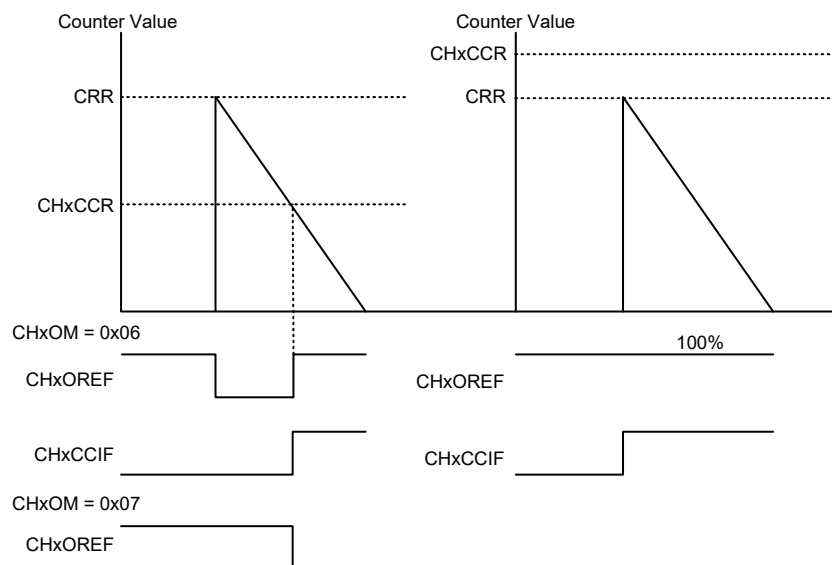 Counter Value
CRR
CHxCCR
CHxOM = 0x06
CHxOREF
CHxCCIF
CHxOM = 0x07
CHxOREF
Counter Value
CHxCCR
CRR
100%
CHxOREF
CHxCCIF